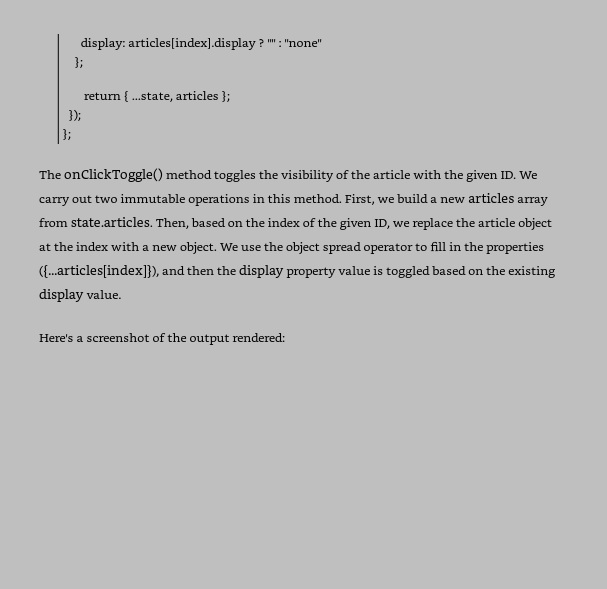 display: articles[index].display ? "" : "none"
};
return { ...state, articles };
});
};
The onClickToggle() method toggles the visibility of the article with the given ID. We
carry out two immutable operations in this method. First, we build a new articles array
from state.articles. Then, based on the index of the given ID, we replace the article object
at the index with a new object. We use the object spread operator to fill in the properties
({...articles[index]}), and then the display property value is toggled based on the existing
display value.
Here's a screenshot of the output rendered: